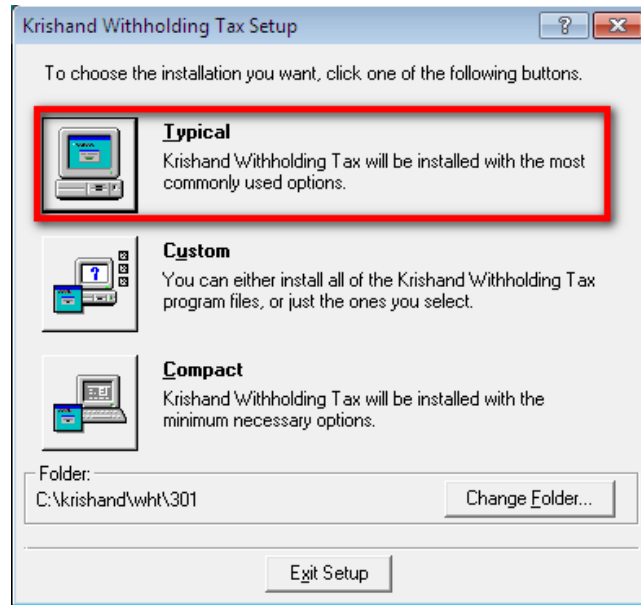 Krishand Withholding Tax Setup
To choose the installation you want, click one of the following buttons.
Typical
Krishand Withholding Tax will be installed with the most
commonly used options.
Custom
You can either install all of the Krishand Withholding Tax
program files, or just the ones you select.
Compact
Krishand Withholding Tax will be installed with the
minimum necessary options.
Folder:
C:\krishand\wht\301
Change Folder...
Exit Setup